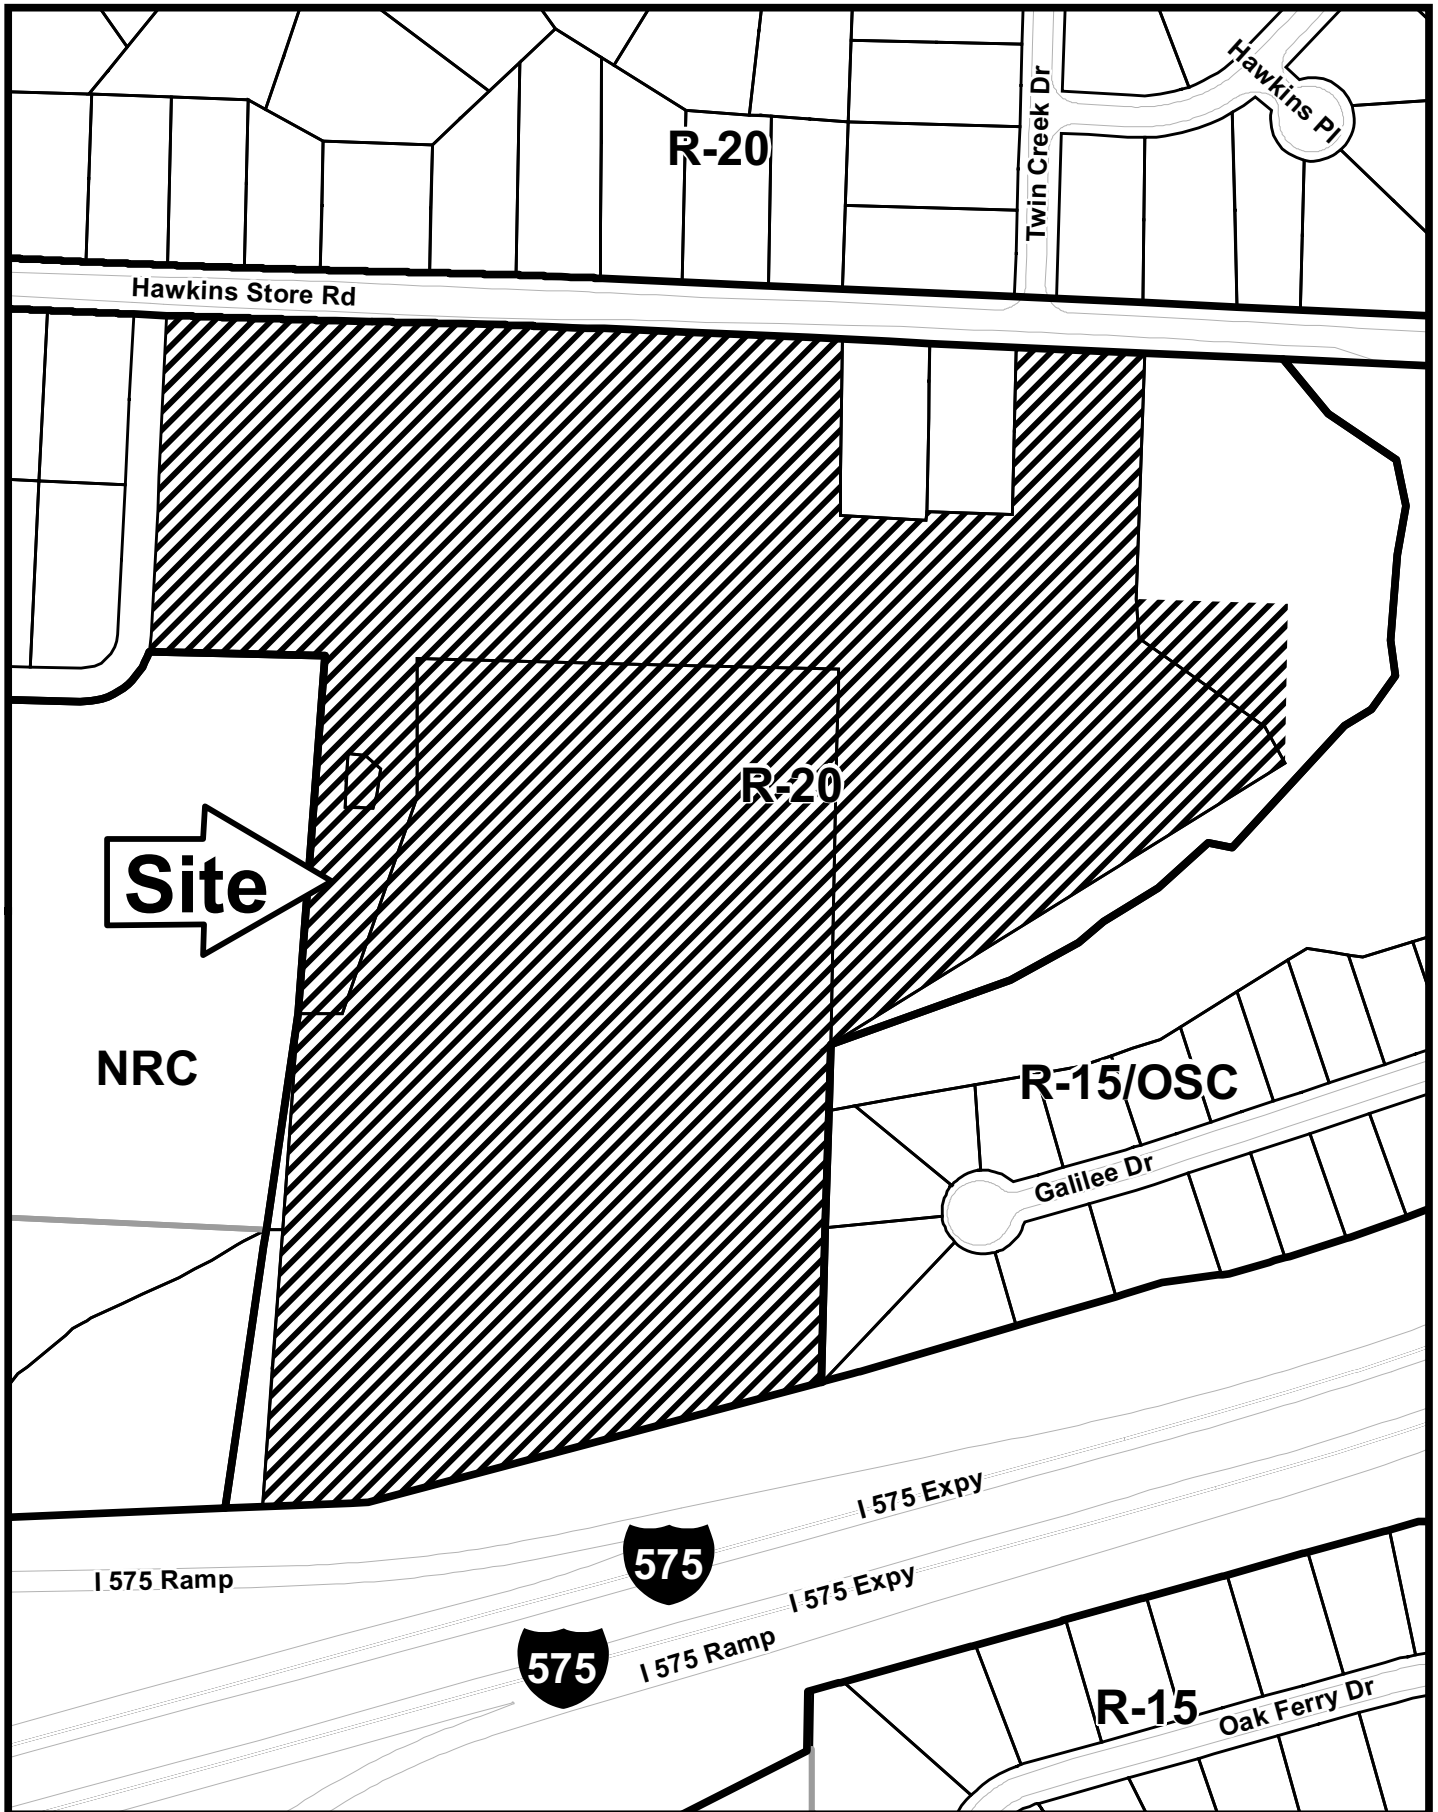 Hawkins Pl
Twin Creek Dr
R-20
Hawkins Store Rd
R-20
Site
NRC
R-15/OSC
Galilee Dr
I 575 Expy
575
I 575 Ramp
I 575 Expy
575
I 575 Ramp
R-15
Oak Ferry Dr